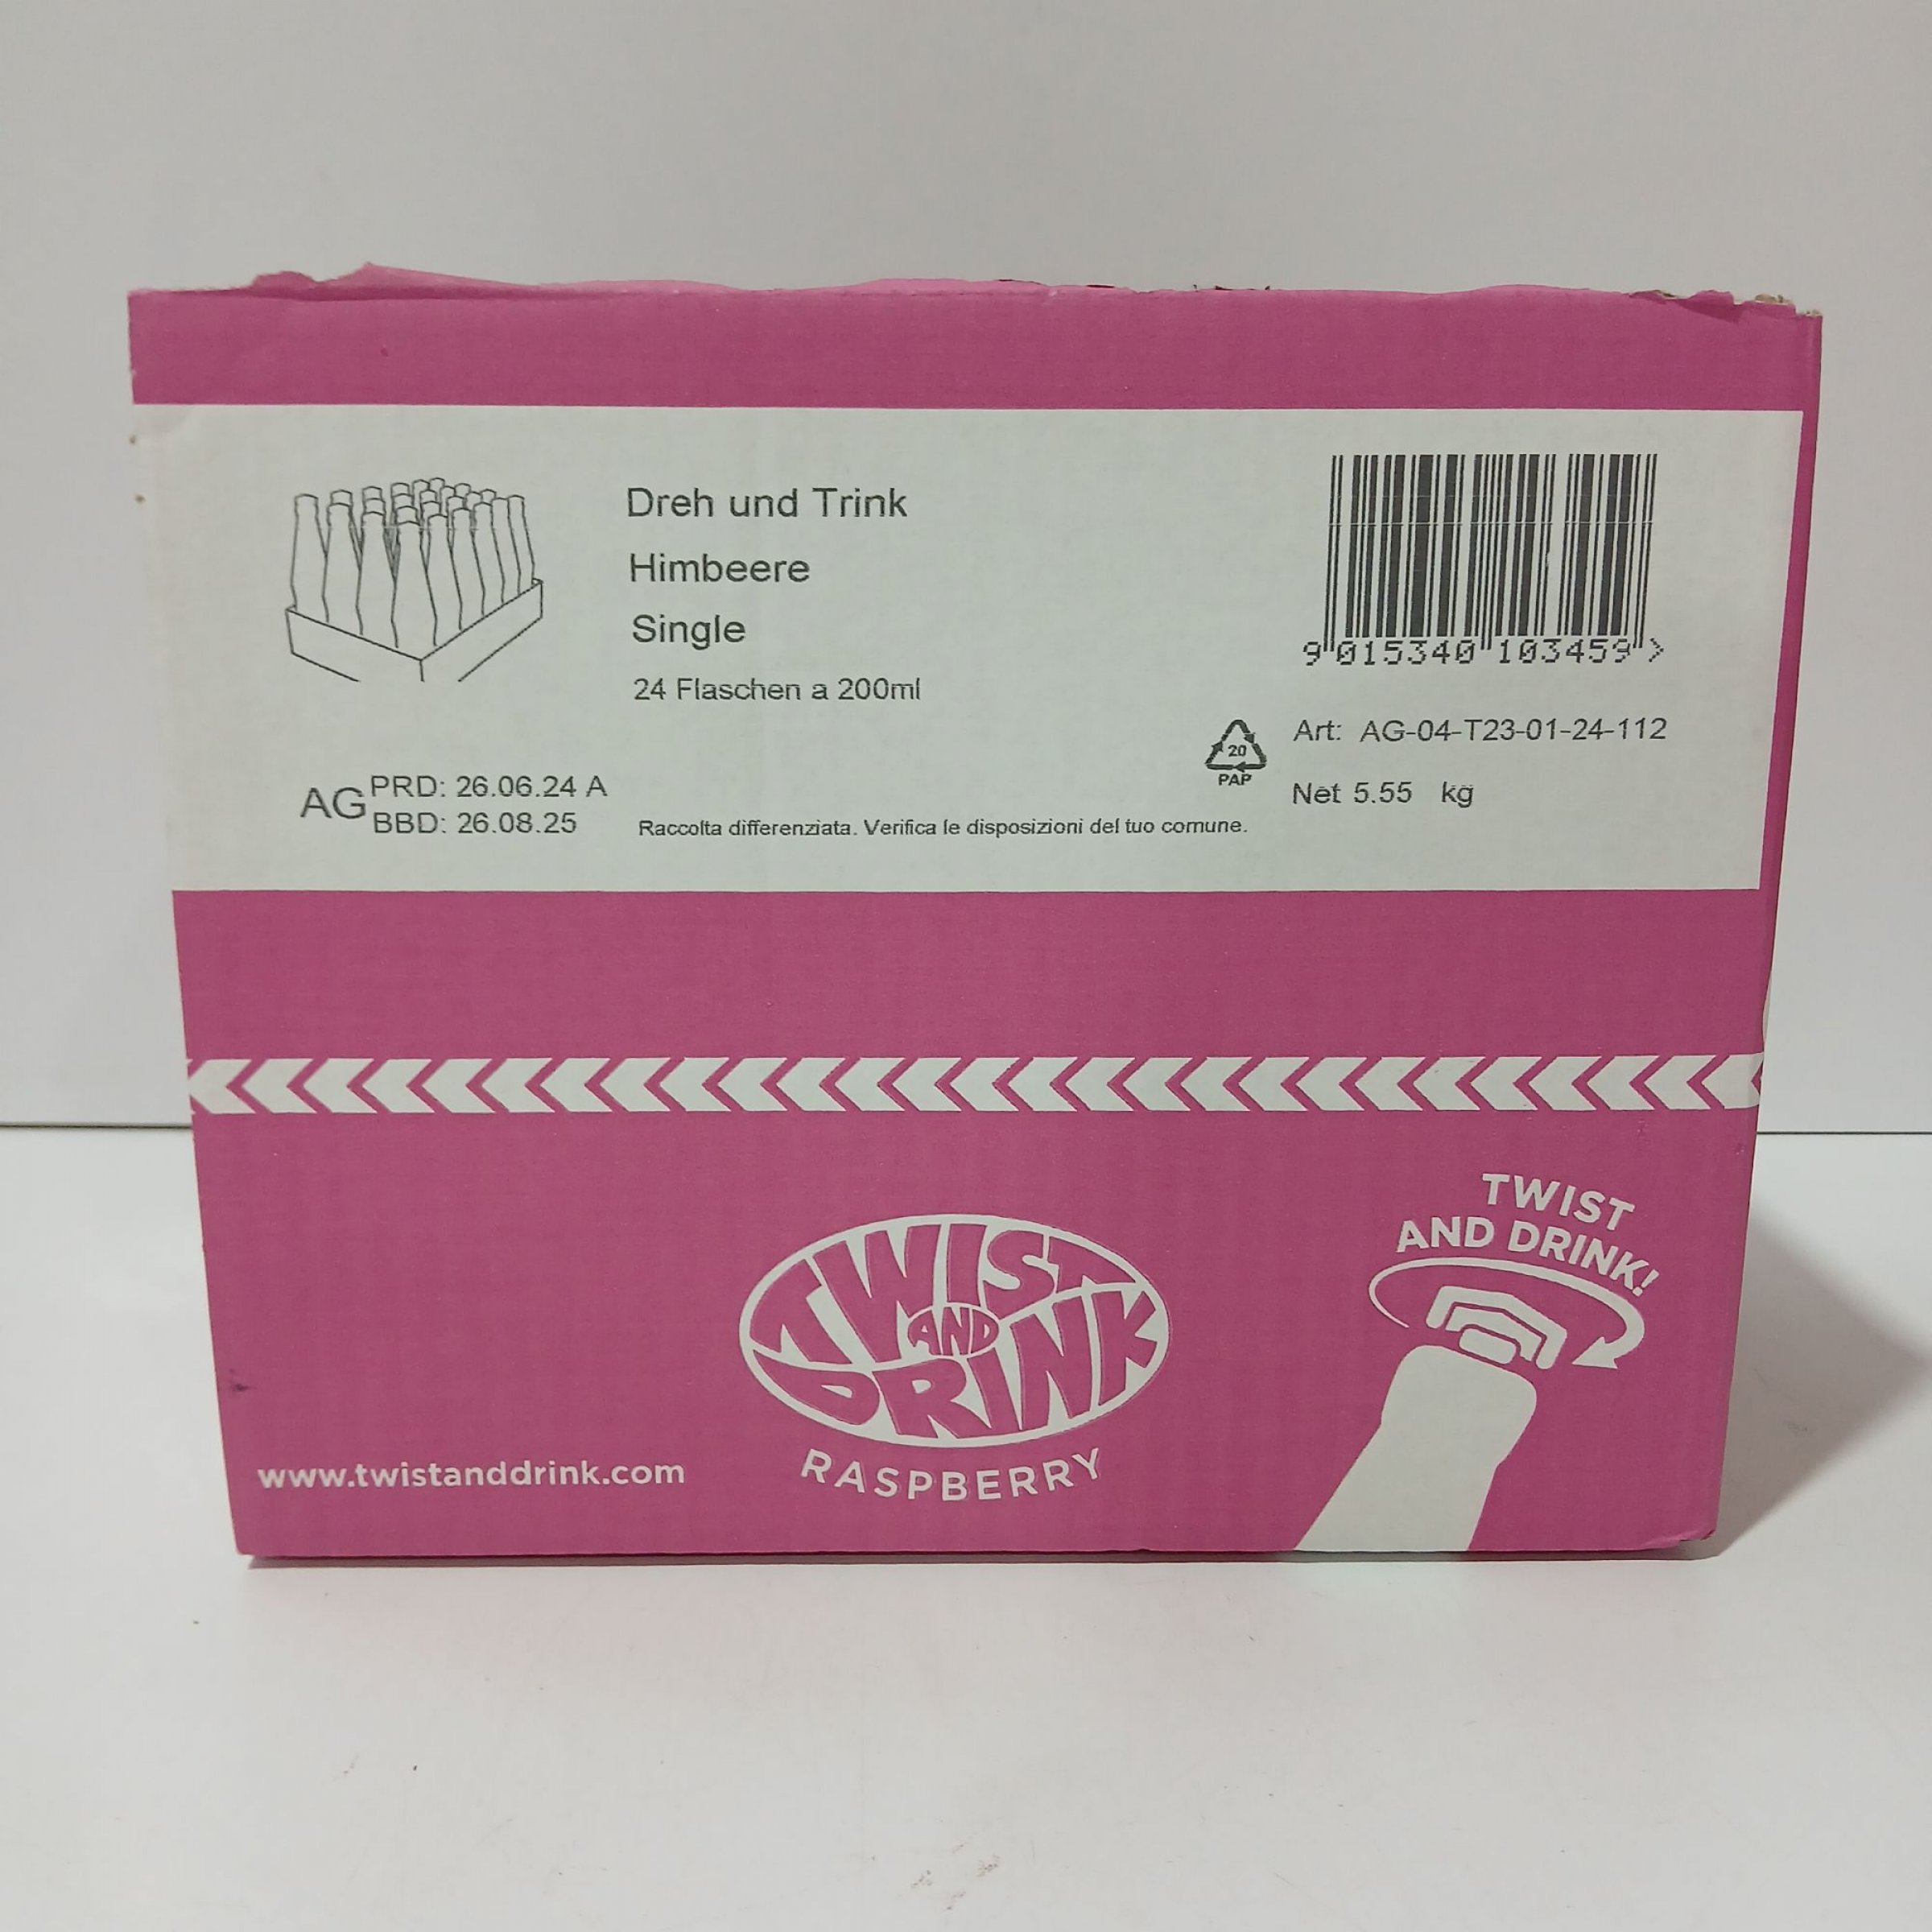 Dreh und Trink
Himbeere
Single
24 Flaschen a 200ml
9 015340 103459 >
Art: AG-04-T23-01-24-112
20
PAP
Net 5.55 kg
AG
PRD: 26.06.24 A
BBD: 26.08.25
Raccolta differenziata. Verifica le disposizioni del tuo comune.
TWIST
AND DRINK!
TWIST
AND
DRINK
RASPBERRY
www.twistanddrink.com